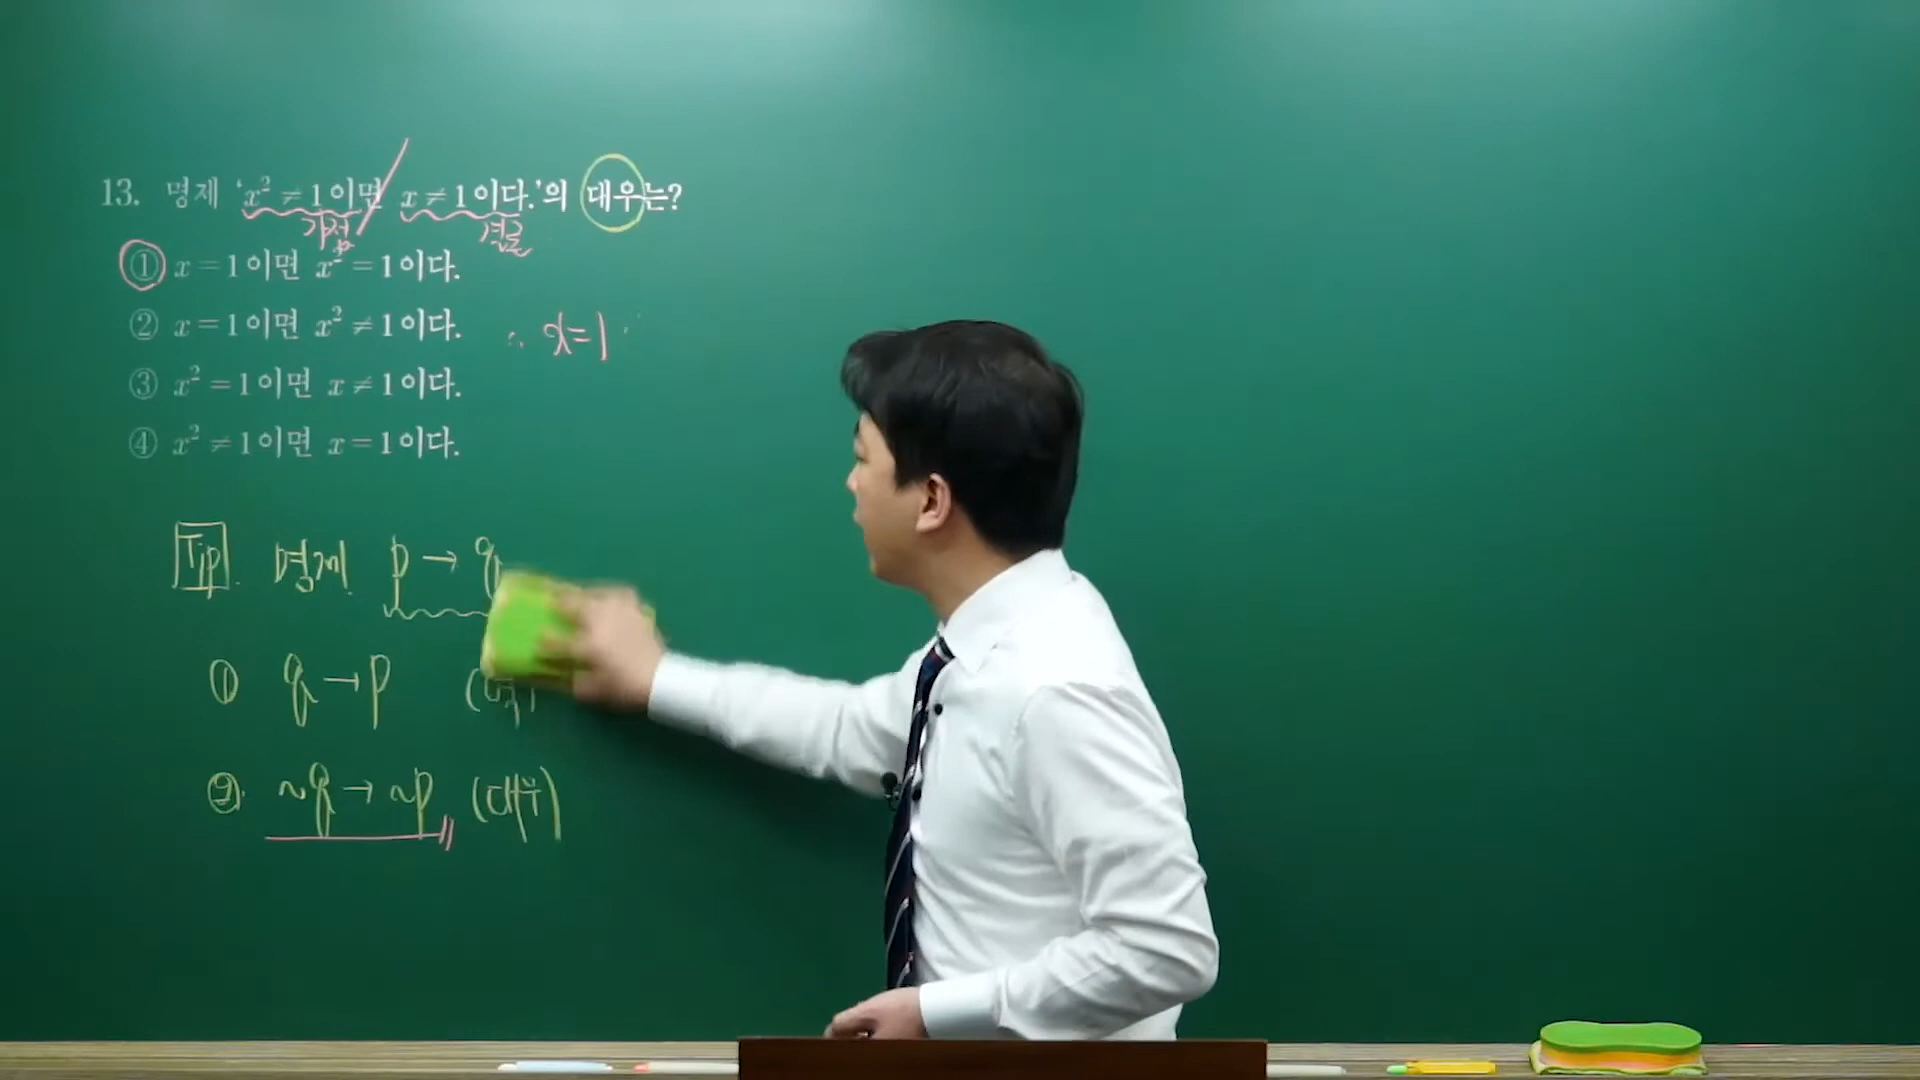 13. 명제 ‘x² ≠ 1이면 x ≠ 1이다.’의 대우는?
가정 결론
① x = 1이면 x² = 1이다.
② x = 1이면 x² ≠ 1이다.
③ x² = 1이면 x ≠ 1이다.
④ x² ≠ 1이면 x = 1이다.
x=1
Tip. 명제 p → q
① q → p
② ~q → ~p (대우)